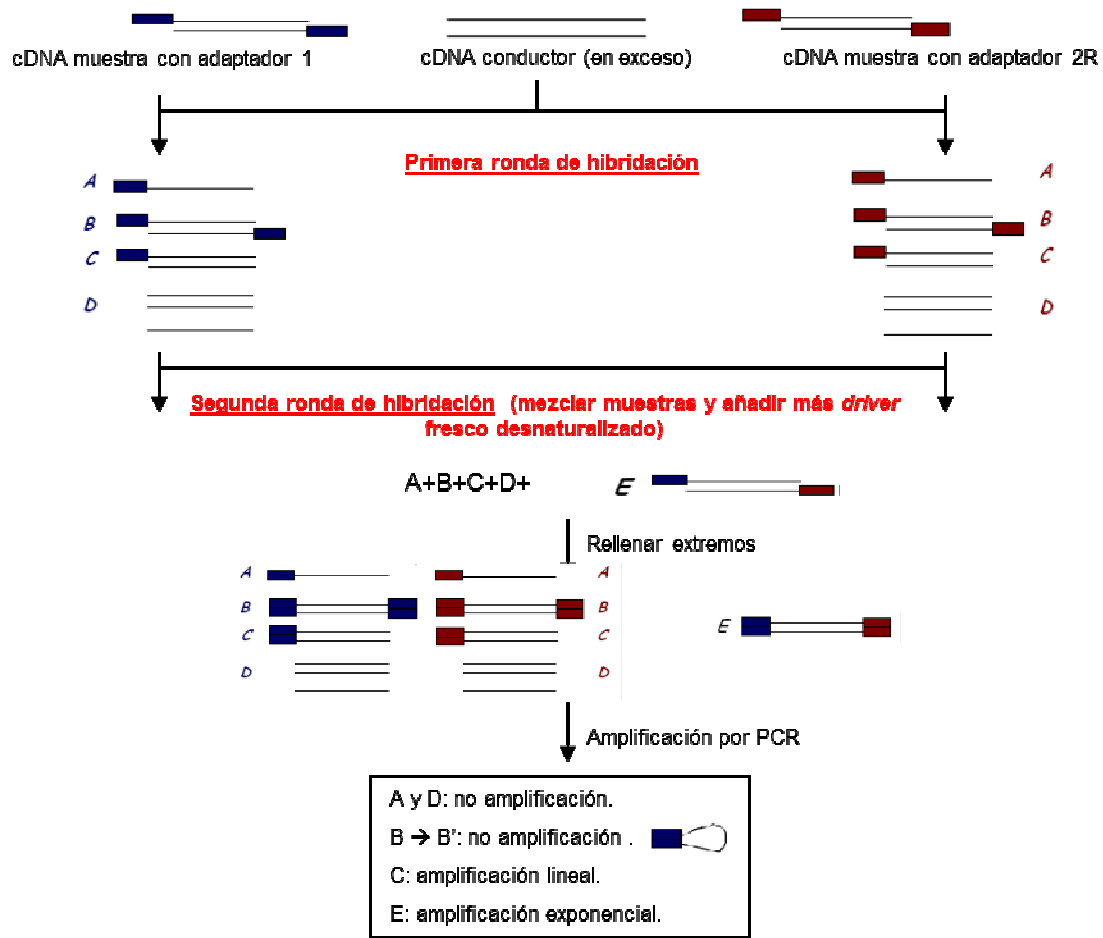 cDNA muestra con adaptador 1
cDNA conductor (en exceso)
cDNA muestra con adaptador 2R
Primera ronda de hibridación
A
B
C
D
A
B
C
D
Segunda ronda de hibridación (mezclar muestras y añadir más driver
fresco desnaturalizado)
A+B+C+D+
E
Rellenar extremos
A
B
C
D
A
B
C
D
E
Amplificación por PCR
A y D: no amplificación.
B → B': no amplificación .
C: amplificación lineal.
E: amplificación exponencial.